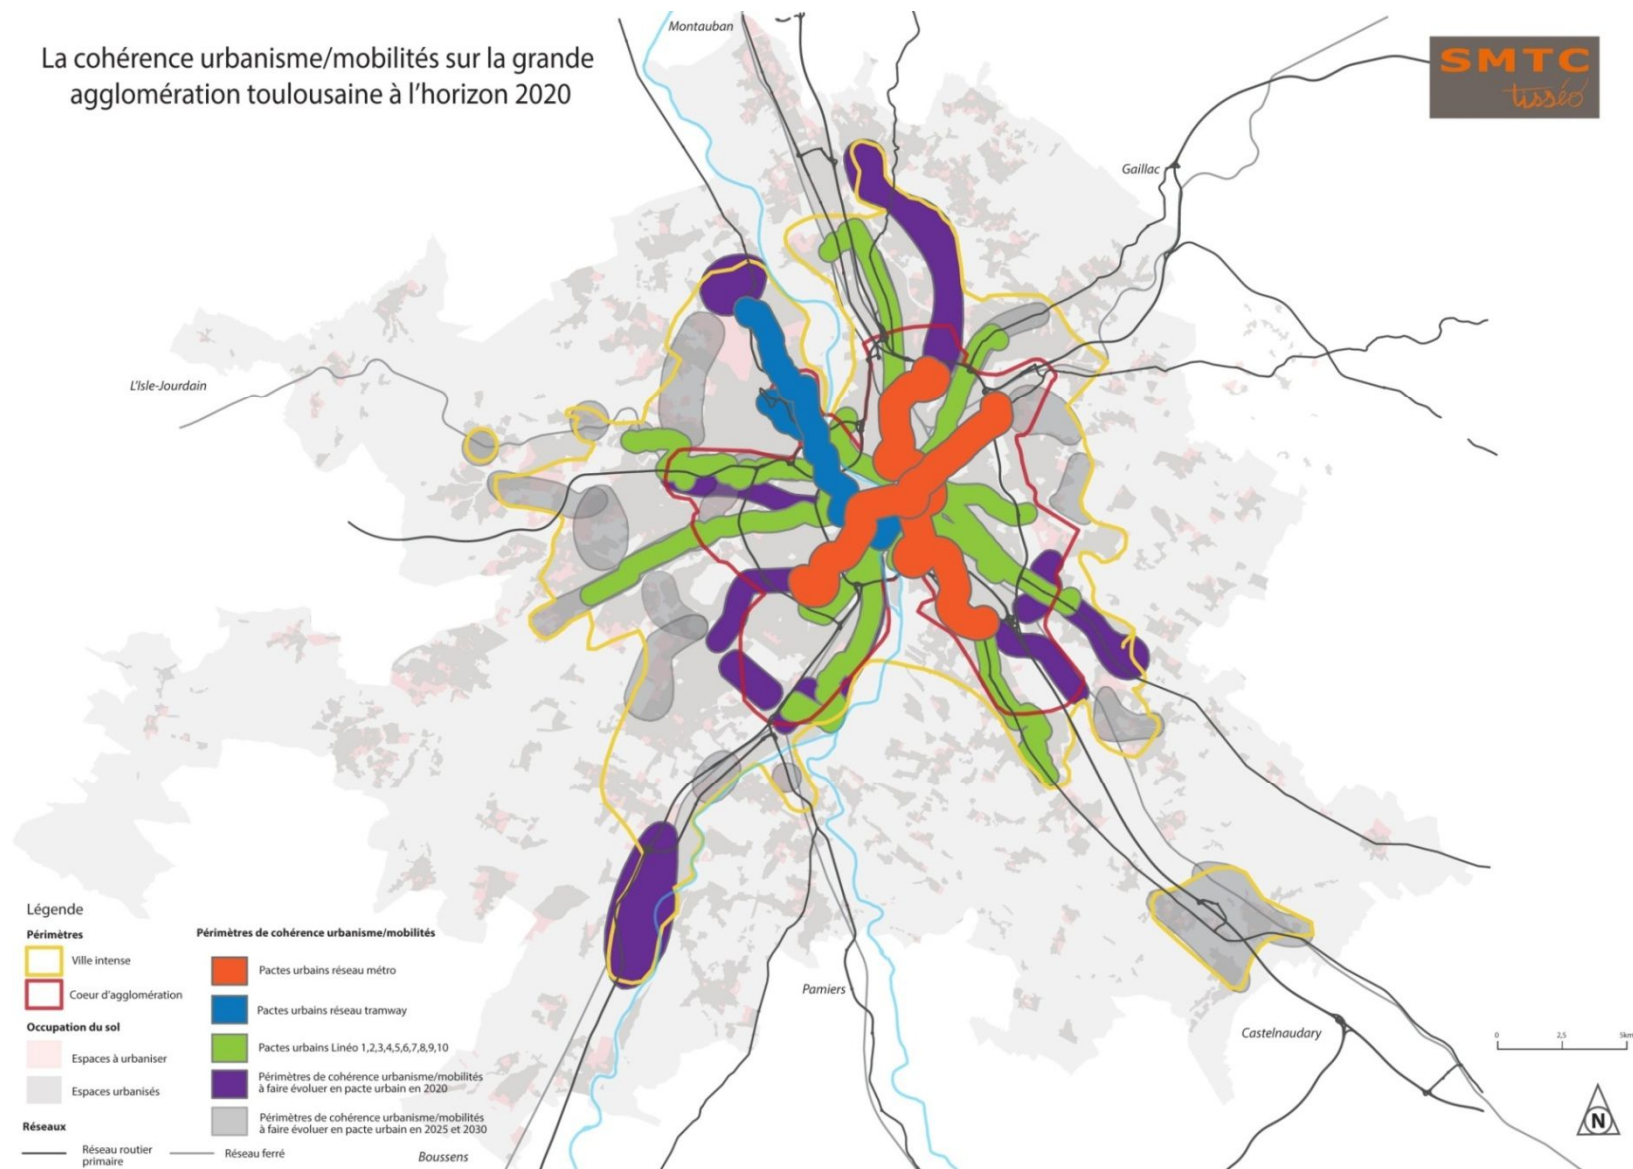 La cohérence urbanisme/mobilités sur la grande
agglomération toulousaine à l'horizon 2020
Montauban
SMTC
tisséo
Gaillac
L'Isle-Jourdain
Légende
Périmètres
Ville intense
Coeur d'agglomération
Occupation du sol
Espaces à urbaniser
Espaces urbanisés
Réseaux
Réseau routier
primaire
Réseau ferré
Périmètres de cohérence urbanisme/mobilités
Pactes urbains réseau métro
Pactes urbains réseau tramway
Pactes urbains Linéo 1,2,3,4,5,6,7,8,9,10
Périmètres de cohérence urbanisme/mobilités
à faire évoluer en pacte urbain en 2020
Périmètres de cohérence urbanisme/mobilités
à faire évoluer en pacte urbain en 2025 et 2030
Boussens
Pamiers
Castelnaudary
0 2,5 5km
N